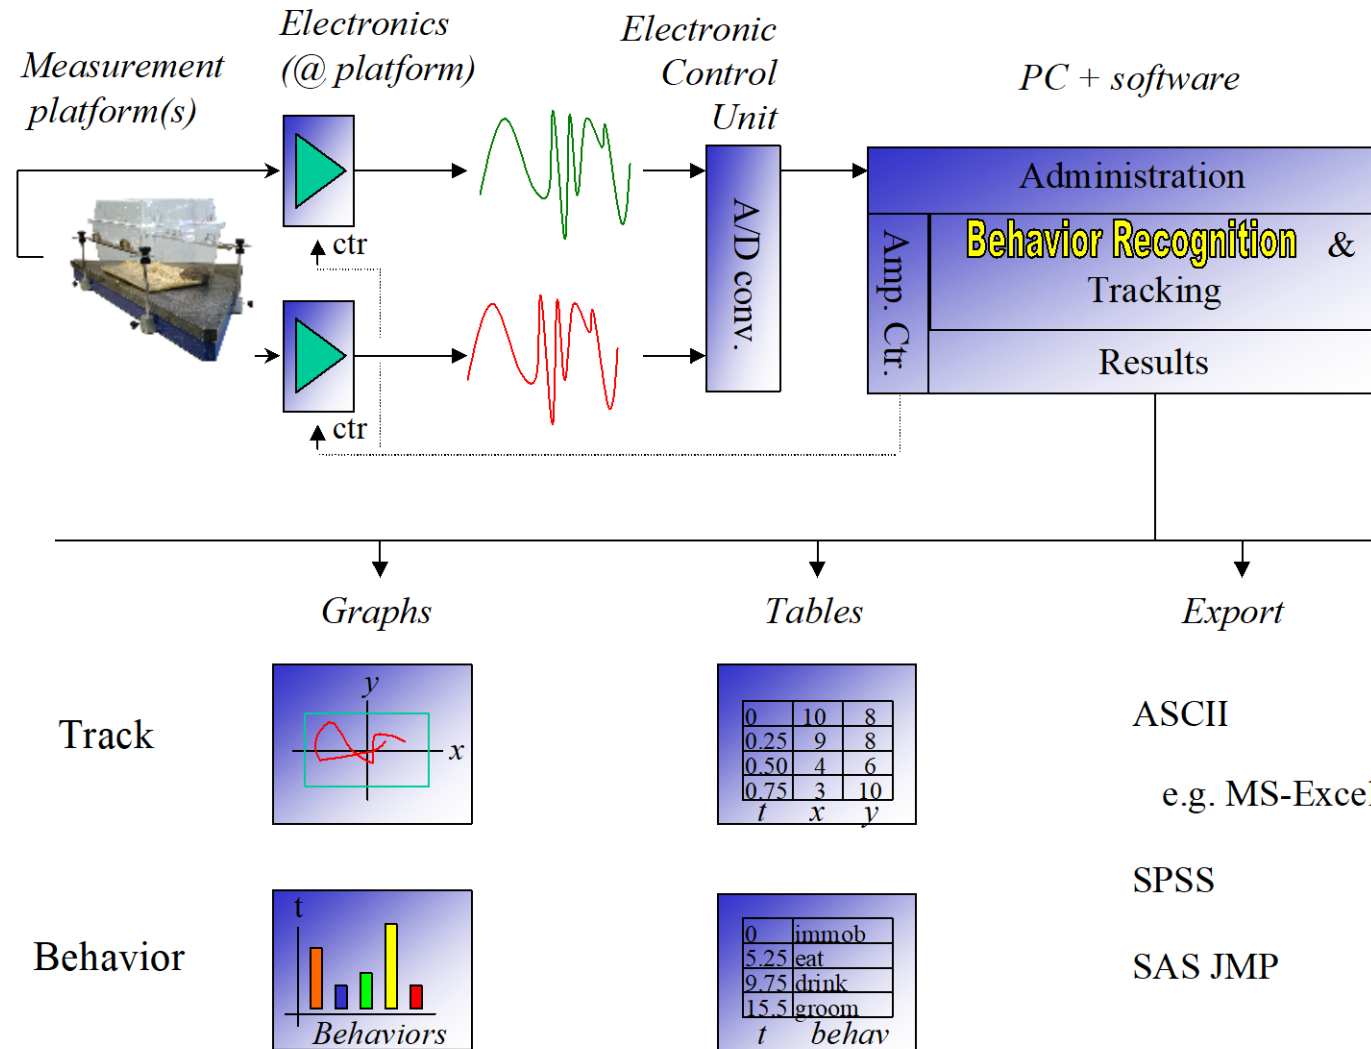 Measurement
platform(s)
Electronics
(@ platform)
Electronic
Control
Unit
PC + software
ctr
ctr
A/D conv.
Administration
Amp. Ctr.
Behavior Recognition &
Tracking
Results
Graphs
Tables
Export
Track
y
x
0 10 8
0.25 9 8
0.50 4 6
0.75 3 10
t x y
ASCII
e.g. MS-Excel
SPSS
SAS JMP
Behavior
t
Behaviors
0 immob
5.25 eat
9.75 drink
15.5 groom
t behav